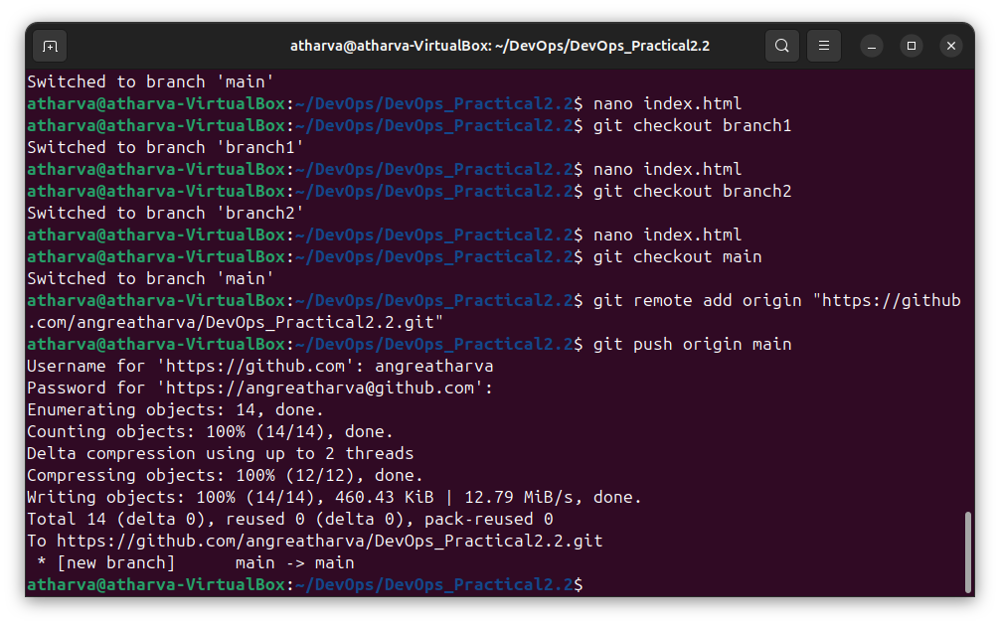 atharva@atharva-VirtualBox: ~/DevOps/DevOps_Practical2.2
Switched to branch 'main'
atharva@atharva-VirtualBox:~/DevOps/DevOps_Practical2.2$ nano index.html
atharva@atharva-VirtualBox:~/DevOps/DevOps_Practical2.2$ git checkout branch1
Switched to branch 'branch1'
atharva@atharva-VirtualBox:~/DevOps/DevOps_Practical2.2$ nano index.html
atharva@atharva-VirtualBox:~/DevOps/DevOps_Practical2.2$ git checkout branch2
Switched to branch 'branch2'
atharva@atharva-VirtualBox:~/DevOps/DevOps_Practical2.2$ nano index.html
atharva@atharva-VirtualBox:~/DevOps/DevOps_Practical2.2$ git checkout main
Switched to branch 'main'
atharva@atharva-VirtualBox:~/DevOps/DevOps_Practical2.2$ git remote add origin "https://github
.com/angreatharva/DevOps_Practical2.2.git"
atharva@atharva-VirtualBox:~/DevOps/DevOps_Practical2.2$ git push origin main
Username for 'https://github.com': angreatharva
Password for 'https://angreatharva@github.com':
Enumerating objects: 14, done.
Counting objects: 100% (14/14), done.
Delta compression using up to 2 threads
Compressing objects: 100% (12/12), done.
Writing objects: 100% (14/14), 460.43 KiB | 12.79 MiB/s, done.
Total 14 (delta 0), reused 0 (delta 0), pack-reused 0
To https://github.com/angreatharva/DevOps_Practical2.2.git
 * [new branch]      main -> main
atharva@atharva-VirtualBox:~/DevOps/DevOps_Practical2.2$